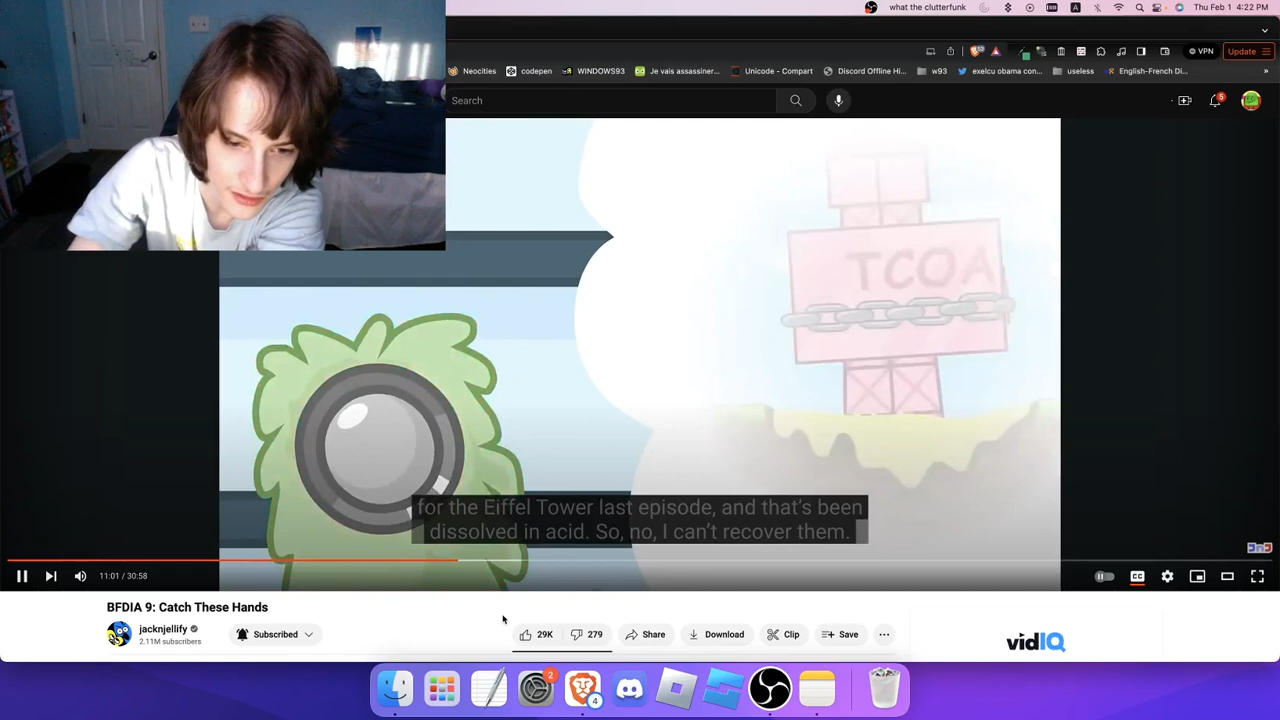 what the clutterfunk
Thu Feb 1 4:22 PM
VPN
Update
Neocities
codepen
WINDOWS93
Je vais assassiner...
Unicode - Compart
Discord Offline Hi...
w93
exelcu obama con...
useless
English-French Di...
»
Search
5
TCOA
for the Eiffel Tower last episode, and that's been
dissolved in acid. So, no, I can't recover them.
11:01 / 30:58
CC
BFDIA 9: Catch These Hands
jacknjellify
2.11M subscribers
Subscribed
29K
279
Share
Download
Clip
Save
vidIQ
2
4